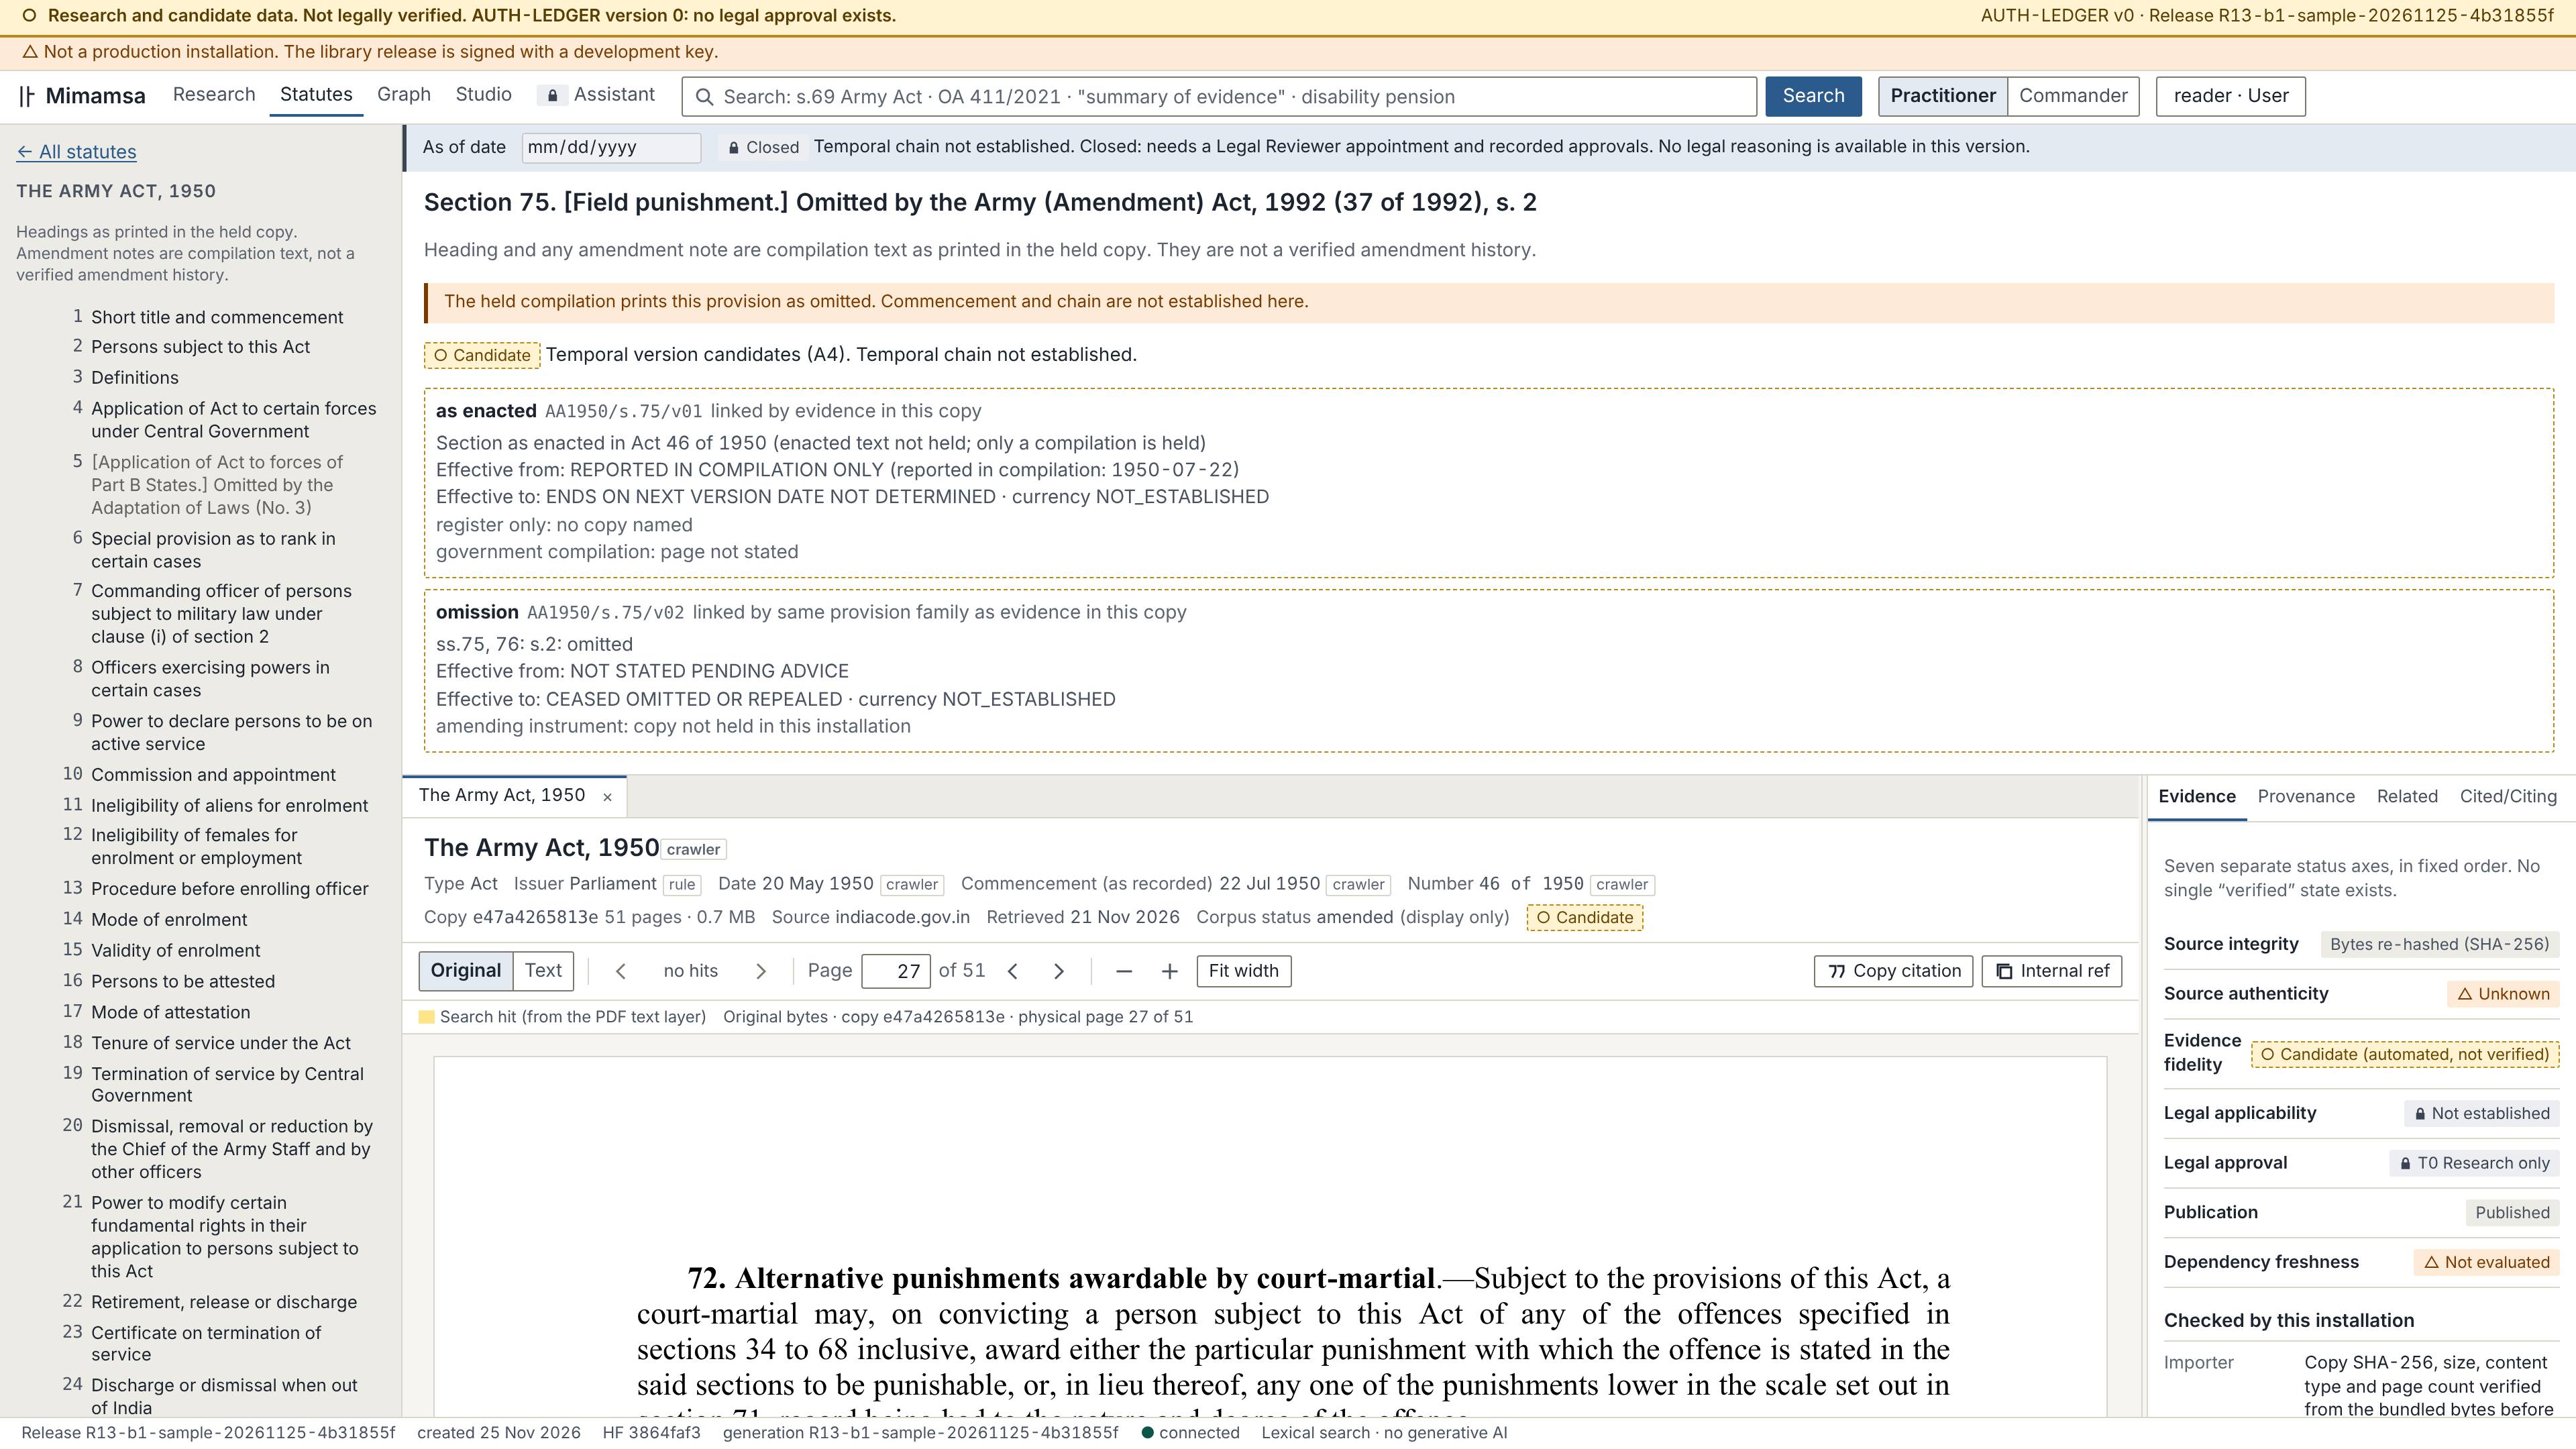 Research and candidate data. Not legally verified. AUTH-LEDGER version 0: no legal approval exists.
AUTH-LEDGER v0 · Release R13-b1-sample-20261125-4b31855f
Not a production installation. The library release is signed with a development key.
Mimamsa Research Statutes Graph Studio Assistant
Search: s.69 Army Act · OA 411/2021 · "summary of evidence" · disability pension
Search
Practitioner Commander
reader · User
← All statutes
THE ARMY ACT, 1950
Headings as printed in the held copy.
Amendment notes are compilation text, not a
verified amendment history.
1 Short title and commencement
2 Persons subject to this Act
3 Definitions
4 Application of Act to certain forces
under Central Government
5 [Application of Act to forces of
Part B States.] Omitted by the
Adaptation of Laws (No. 3)
6 Special provision as to rank in
certain cases
7 Commanding officer of persons
subject to military law under
clause (i) of section 2
8 Officers exercising powers in
certain cases
9 Power to declare persons to be on
active service
10 Commission and appointment
11 Ineligibility of aliens for enrolment
12 Ineligibility of females for
enrolment or employment
13 Procedure before enrolling officer
14 Mode of enrolment
15 Validity of enrolment
16 Persons to be attested
17 Mode of attestation
18 Tenure of service under the Act
19 Termination of service by Central
Government
20 Dismissal, removal or reduction by
the Chief of the Army Staff and by
other officers
21 Power to modify certain
fundamental rights in their
application to persons subject to
this Act
22 Retirement, release or discharge
23 Certificate on termination of
service
24 Discharge or dismissal when out
of India
As of date mm/dd/yyyy Closed Temporal chain not established. Closed: needs a Legal Reviewer appointment and recorded approvals. No legal reasoning is available in this version.
Section 75. [Field punishment.] Omitted by the Army (Amendment) Act, 1992 (37 of 1992), s. 2
Heading and any amendment note are compilation text as printed in the held copy. They are not a verified amendment history.
The held compilation prints this provision as omitted. Commencement and chain are not established here.
Candidate Temporal version candidates (A4). Temporal chain not established.
as enacted AA1950/s.75/v01 linked by evidence in this copy
Section as enacted in Act 46 of 1950 (enacted text not held; only a compilation is held)
Effective from: REPORTED IN COMPILATION ONLY (reported in compilation: 1950-07-22)
Effective to: ENDS ON NEXT VERSION DATE NOT DETERMINED · currency NOT_ESTABLISHED
register only: no copy named
government compilation: page not stated
omission AA1950/s.75/v02 linked by same provision family as evidence in this copy
ss.75, 76: s.2: omitted
Effective from: NOT STATED PENDING ADVICE
Effective to: CEASED OMITTED OR REPEALED · currency NOT_ESTABLISHED
amending instrument: copy not held in this installation
The Army Act, 1950 ×
The Army Act, 1950 crawler
Type Act Issuer Parliament rule Date 20 May 1950 crawler Commencement (as recorded) 22 Jul 1950 crawler Number 46 of 1950 crawler
Copy e47a4265813e 51 pages · 0.7 MB Source indiacode.gov.in Retrieved 21 Nov 2026 Corpus status amended (display only) Candidate
Original Text no hits Page 27 of 51 Fit width Copy citation Internal ref
Search hit (from the PDF text layer) Original bytes · copy e47a4265813e · physical page 27 of 51
72. Alternative punishments awardable by court-martial.—Subject to the provisions of this Act, a
court-martial may, on convicting a person subject to this Act of any of the offences specified in
sections 34 to 68 inclusive, award either the particular punishment with which the offence is stated in the
said sections to be punishable, or, in lieu thereof, any one of the punishments lower in the scale set out in
section 71, regard being had to the nature and degree of the offence.
Evidence Provenance Related Cited/Citing
Seven separate status axes, in fixed order. No
single “verified” state exists.
Source integrity Bytes re-hashed (SHA-256)
Source authenticity Unknown
Evidence
fidelity Candidate (automated, not verified)
Legal applicability Not established
Legal approval T0 Research only
Publication Published
Dependency freshness Not evaluated
Checked by this installation
Importer Copy SHA-256, size, content
type and page count verified
from the bundled bytes before
Release R13-b1-sample-20261125-4b31855f created 25 Nov 2026 HF 3864faf3 generation R13-b1-sample-20261125-4b31855f connected Lexical search · no generative AI